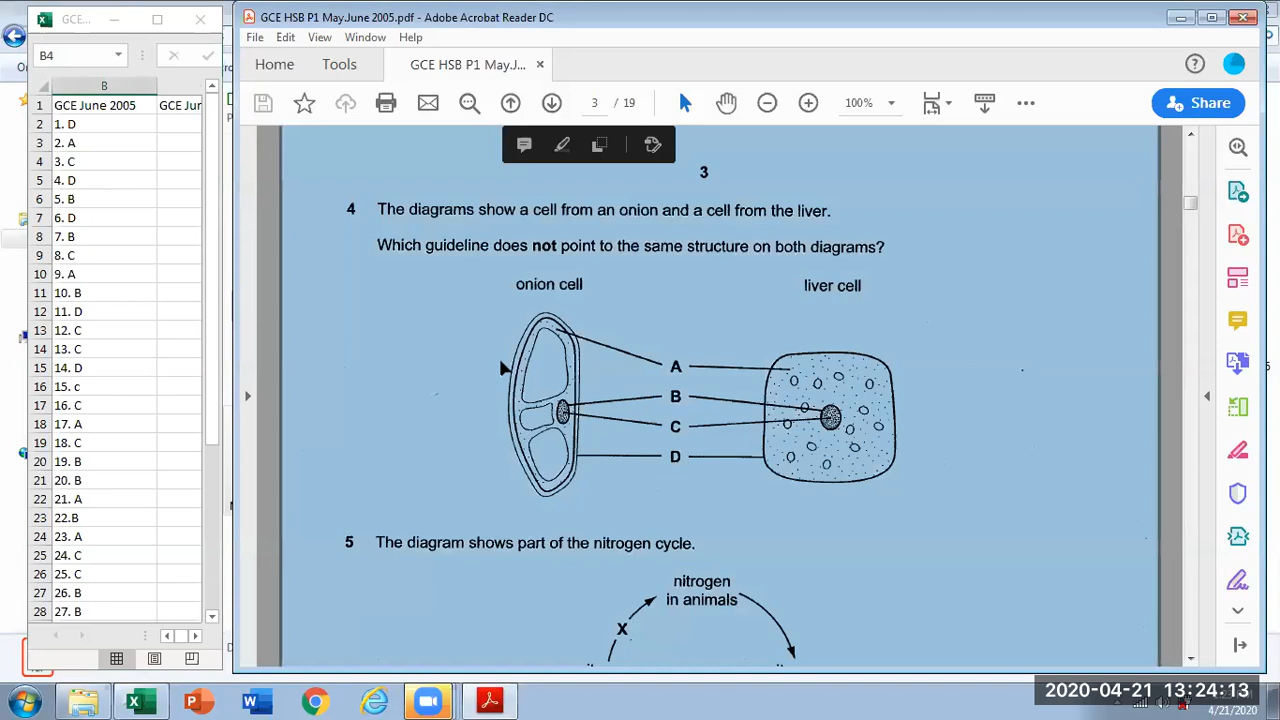 GCE...
GCE HSB P1 May.June 2005.pdf - Adobe Acrobat Reader DC
File Edit View Window Help
Home Tools GCE HSB P1 May.J... ×
B4
3 / 19 100% Share
B
1 GCE June 2005 GCE Jur
2 1. D
3 2. A
4 3. C
5 4. D
6 5. B
7 6. D
8 7. B
9 8. C
10 9. A
11 10. B
12 11. D
13 12. C
14 13. C
15 14. D
16 15. c
17 16. C
18 17. A
19 18. C
20 19. B
21 20. B
22 21. A
23 22.B
24 23. A
25 24. C
26 25. C
27 26. B
28 27. B
3
4 The diagrams show a cell from an onion and a cell from the liver.
Which guideline does not point to the same structure on both diagrams?
onion cell liver cell
A
B
C
D
5 The diagram shows part of the nitrogen cycle.
nitrogen
in animals
X
2020-04-21 13:24:13
4/21/2020